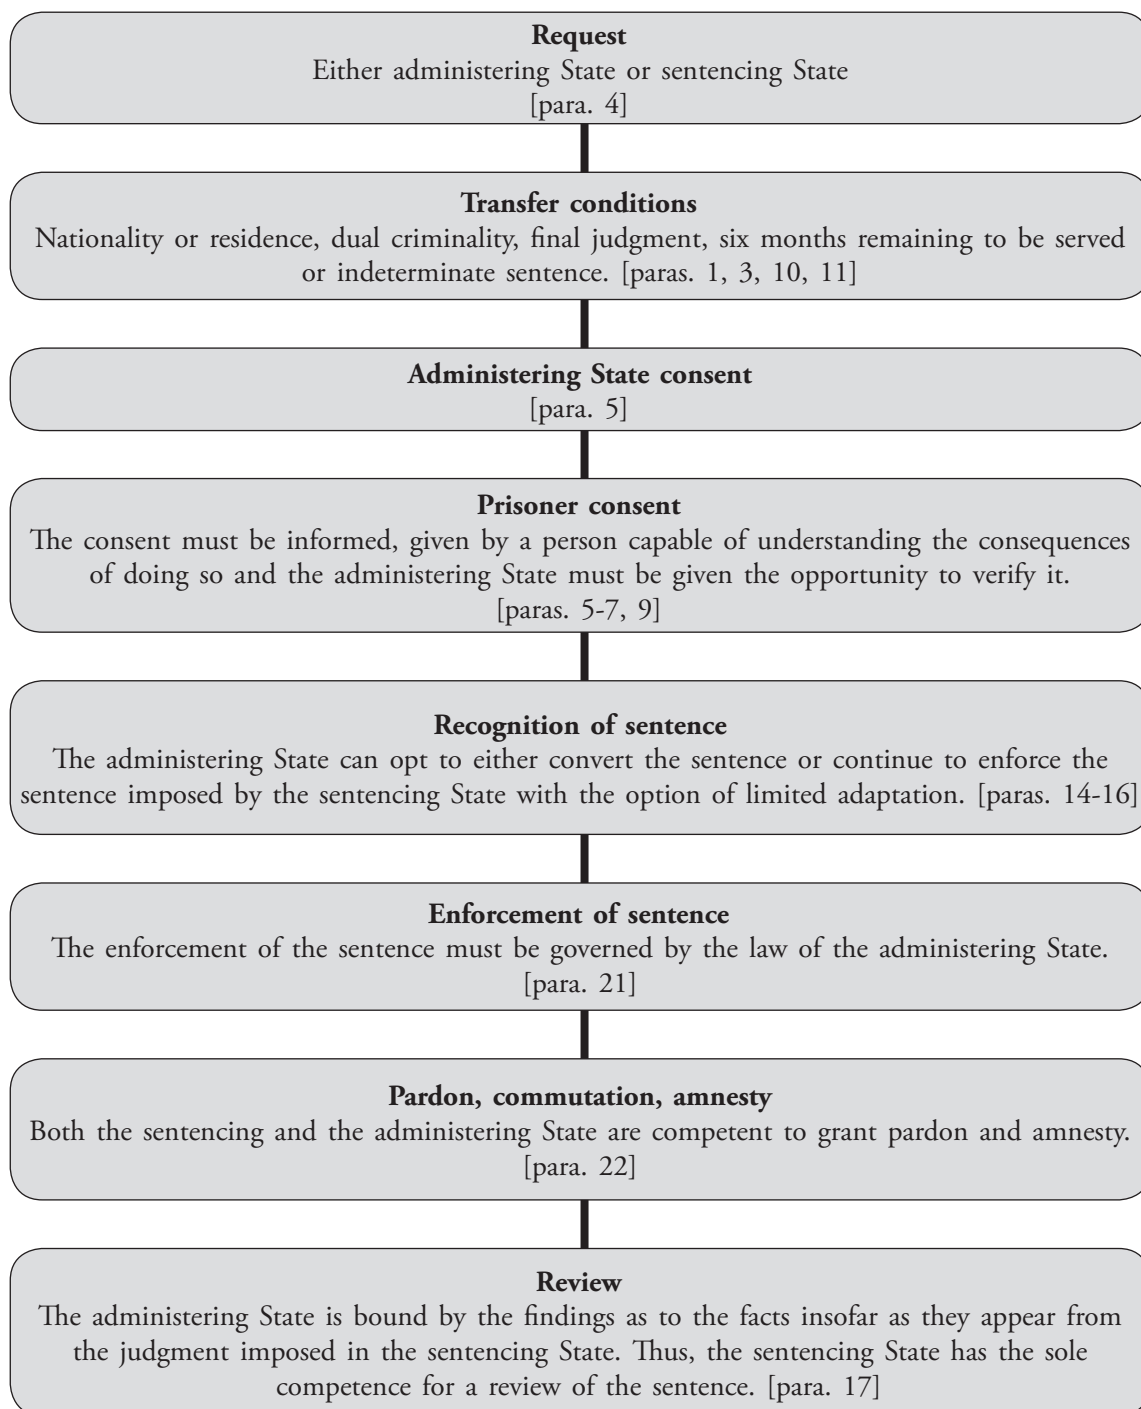 Request
Either administering State or sentencing State
[para. 4]
Transfer conditions
Nationality or residence, dual criminality, final judgment, six months remaining to be served
or indeterminate sentence. [paras. 1, 3, 10, 11]
Administering State consent
[para. 5]
Prisoner consent
The consent must be informed, given by a person capable of understanding the consequences
of doing so and the administering State must be given the opportunity to verify it.
[paras. 5-7, 9]
Recognition of sentence
The administering State can opt to either convert the sentence or continue to enforce the
sentence imposed by the sentencing State with the option of limited adaptation. [paras. 14-16]
Enforcement of sentence
The enforcement of the sentence must be governed by the law of the administering State.
[para. 21]
Pardon, commutation, amnesty
Both the sentencing and the administering State are competent to grant pardon and amnesty.
[para. 22]
Review
The administering State is bound by the findings as to the facts insofar as they appear from
the judgment imposed in the sentencing State. Thus, the sentencing State has the sole
competence for a review of the sentence. [para. 17]